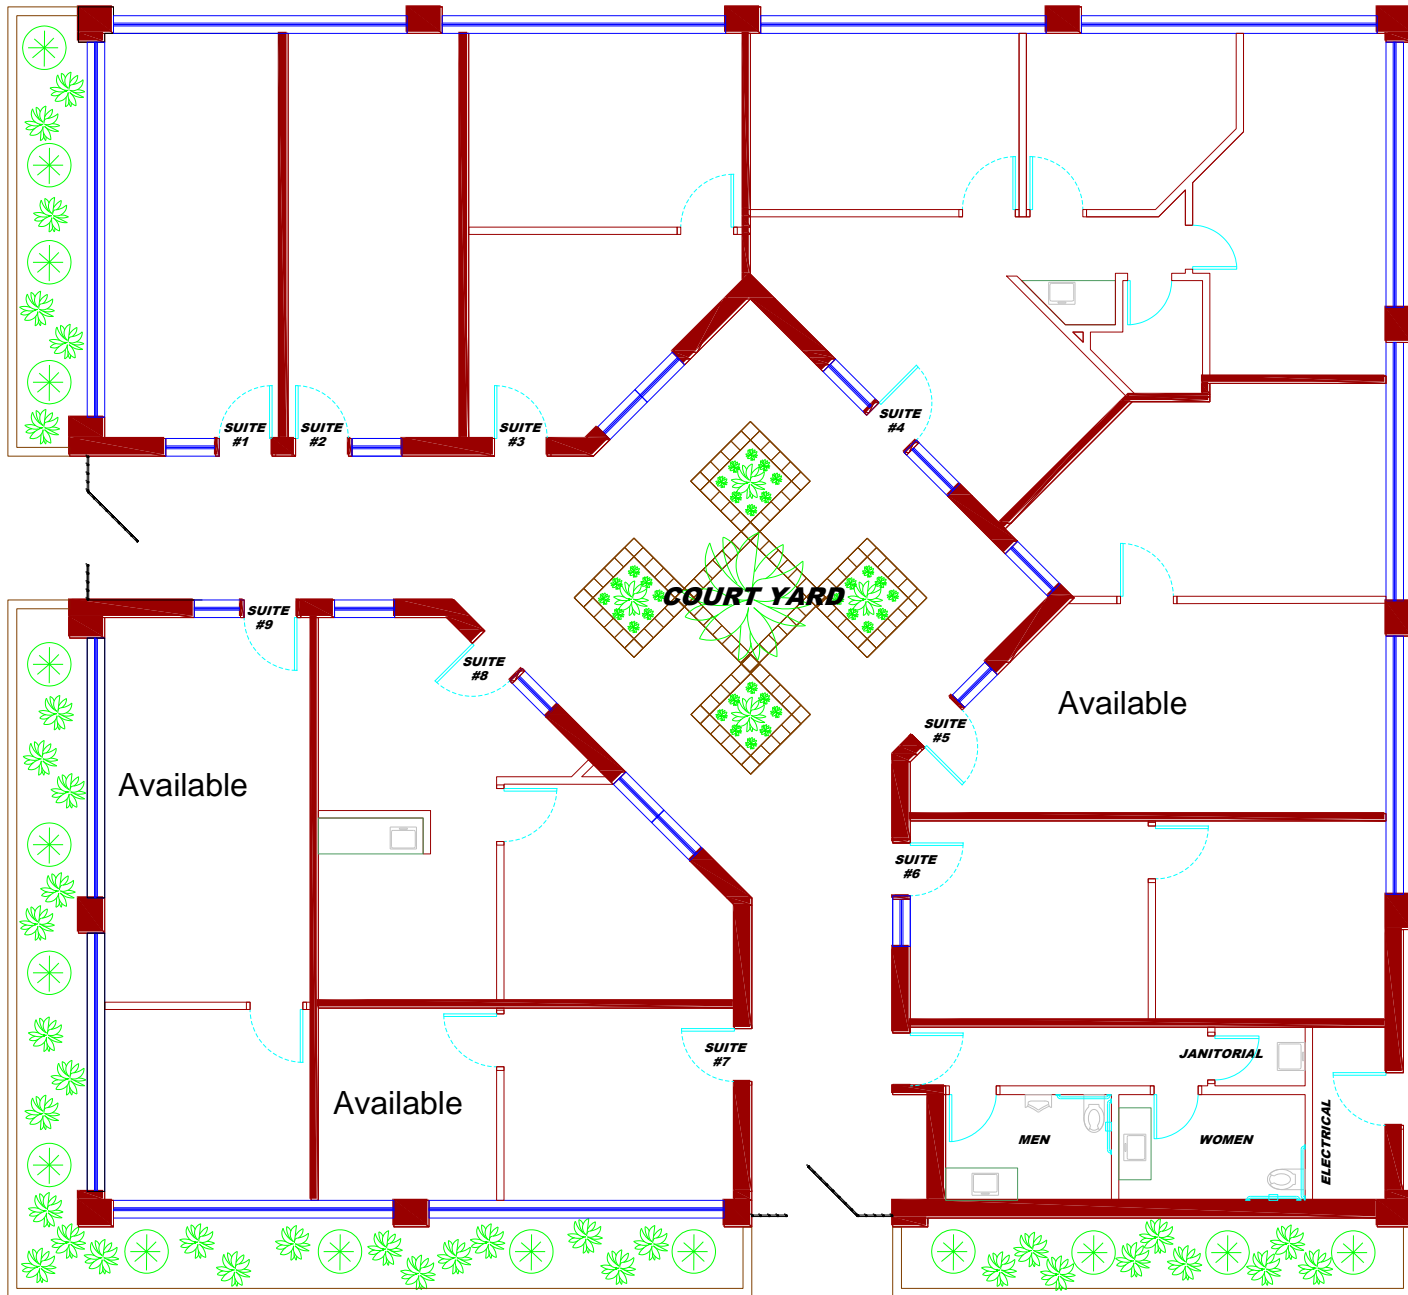 SUITE
#1
SUITE
#2
SUITE
#3
SUITE
#4
COURT YARD
SUITE
#9
SUITE
#8
SUITE
#5
Available
Available
SUITE
#6
SUITE
#7
JANITORIAL
Available
MEN
WOMEN
ELECTRICAL